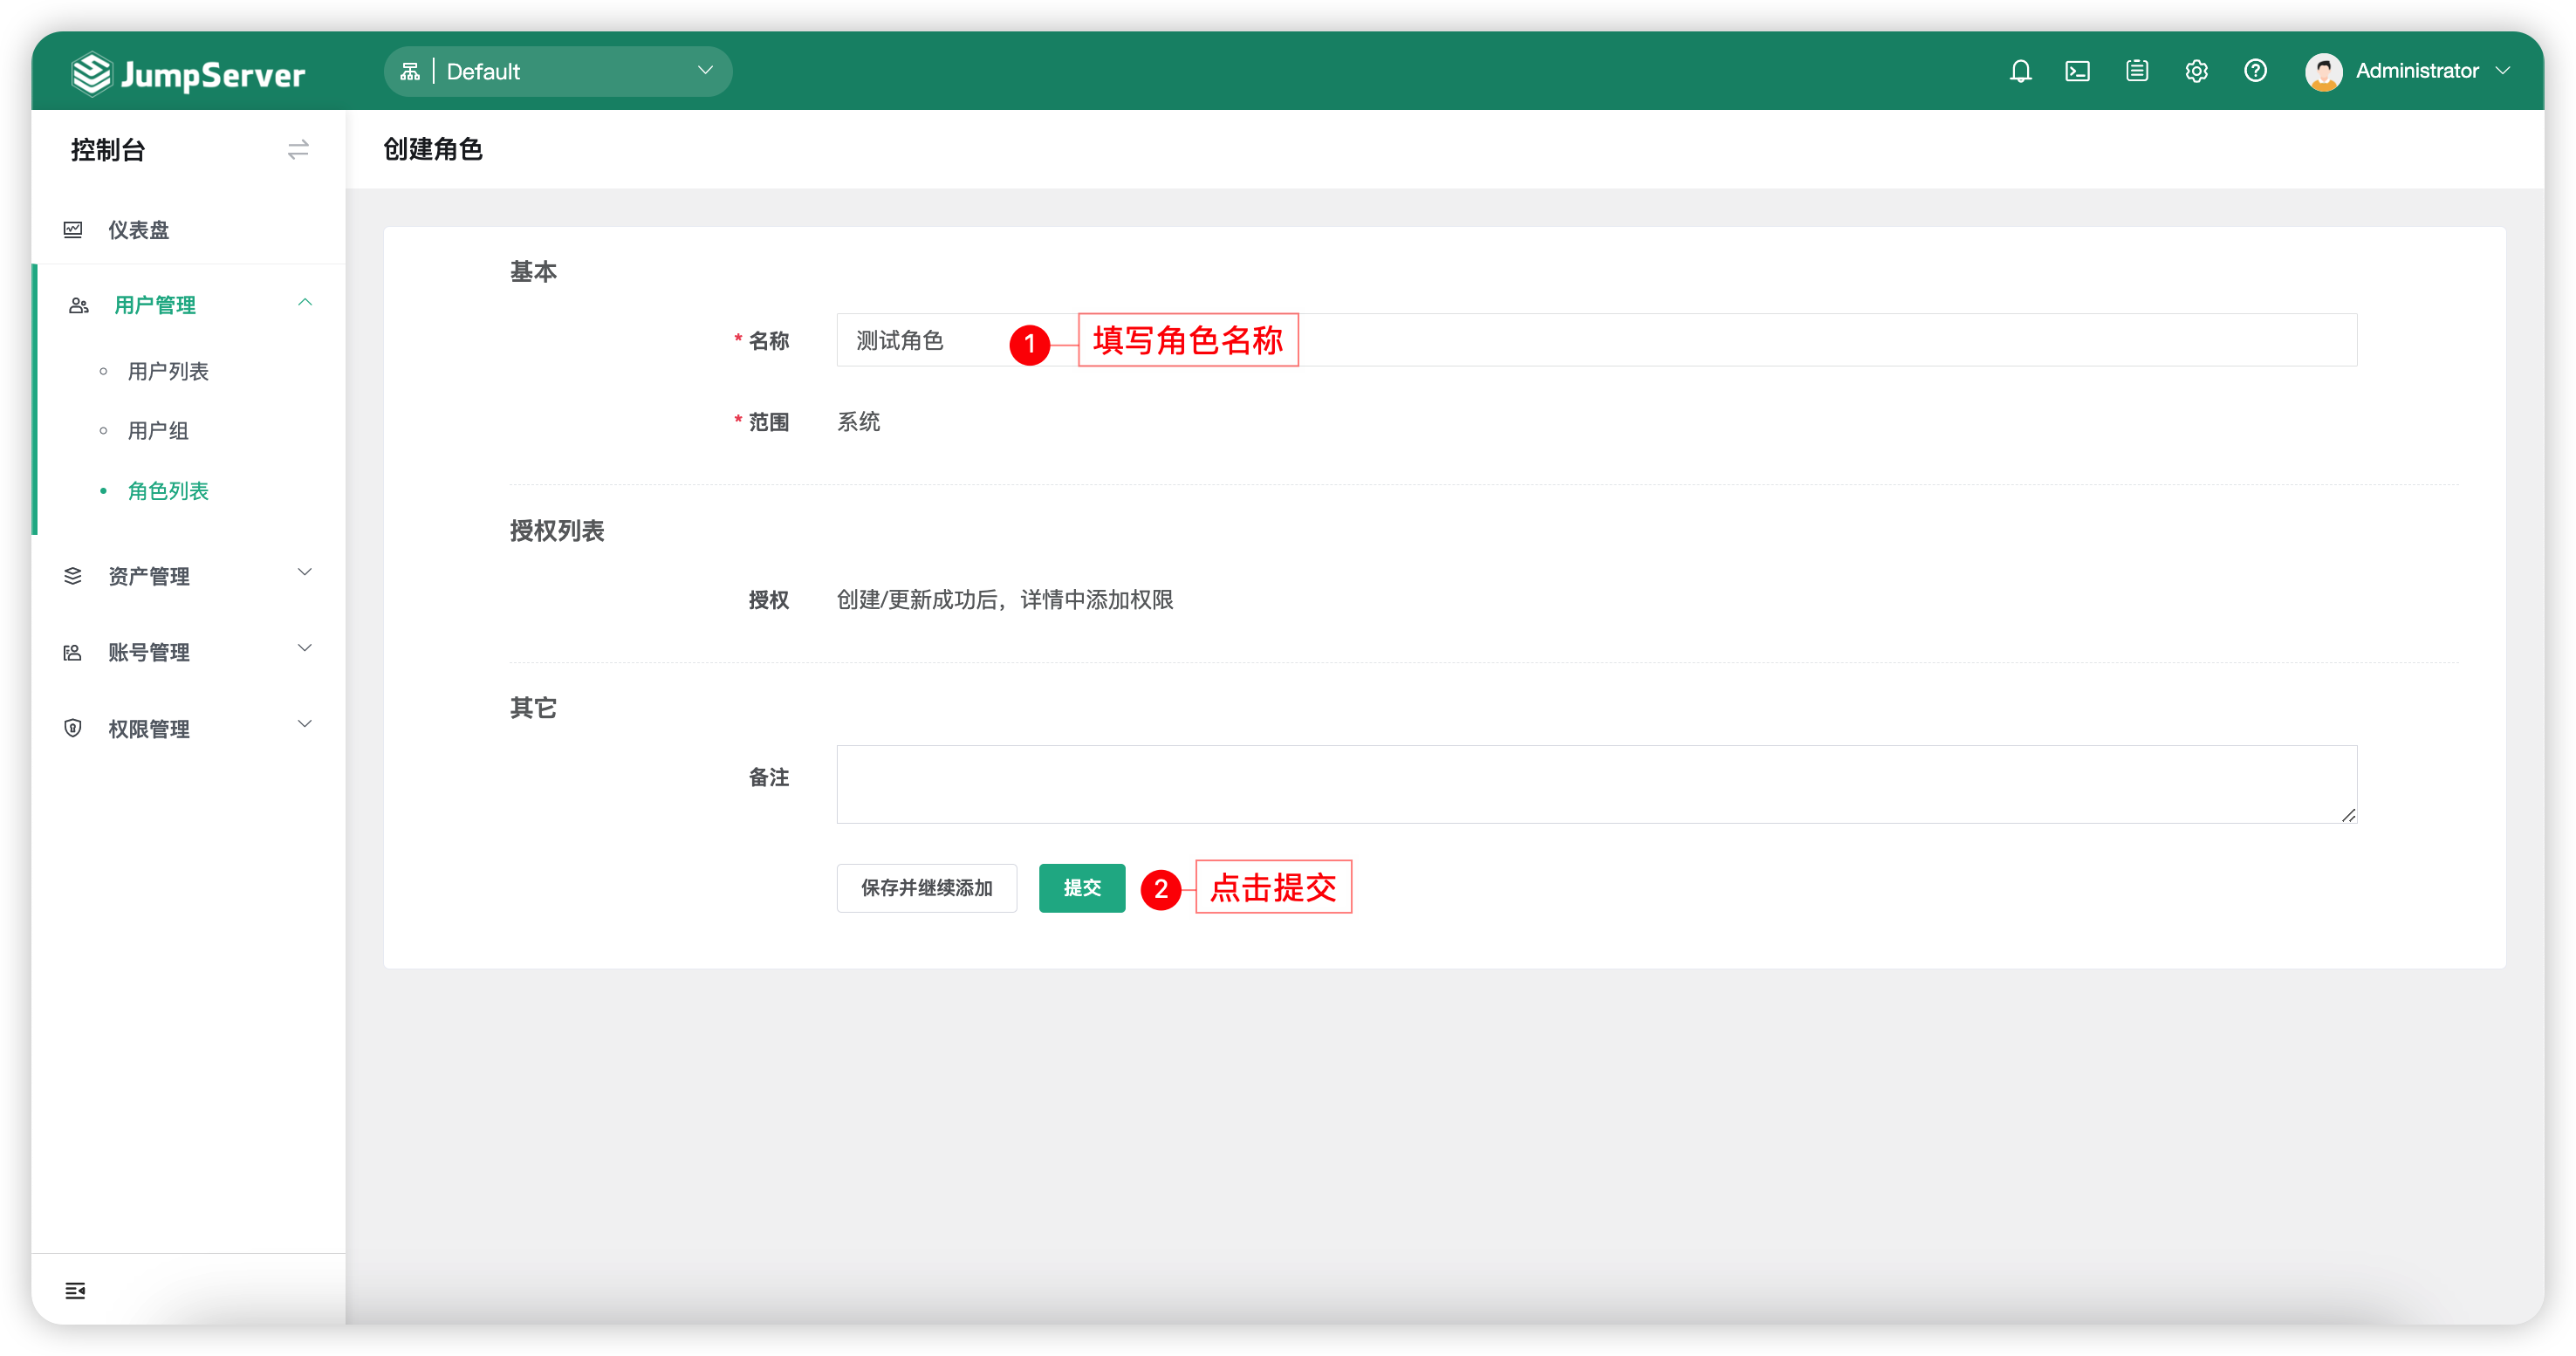 JumpServer
Default
Administrator
控制台
创建角色
仪表盘
用户管理
用户列表
用户组
角色列表
资产管理
账号管理
权限管理
基本
* 名称
测试角色
1
填写角色名称
* 范围
系统
授权列表
授权
创建/更新成功后，详情中添加权限
其它
备注
保存并继续添加
提交
2
点击提交